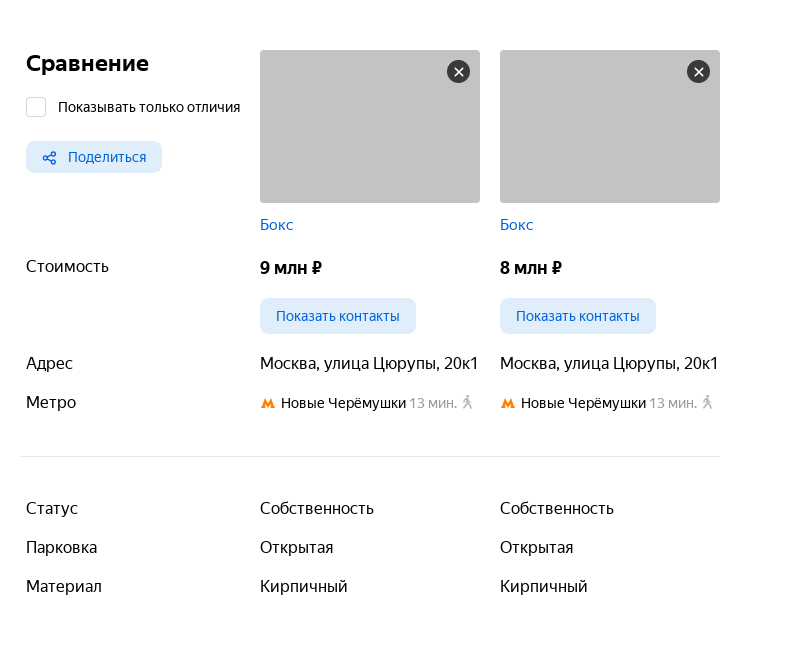 Сравнение
Показывать только отличия
Поделиться
Бокс Бокс
Стоимость 9 млн ₽ 8 млн ₽
Показать контакты Показать контакты
Адрес Москва, улица Цюрупы, 20к1 Москва, улица Цюрупы, 20к1
Метро Новые Черёмушки 13 мин. Новые Черёмушки 13 мин.
Статус Собственность Собственность
Парковка Открытая Открытая
Материал Кирпичный Кирпичный